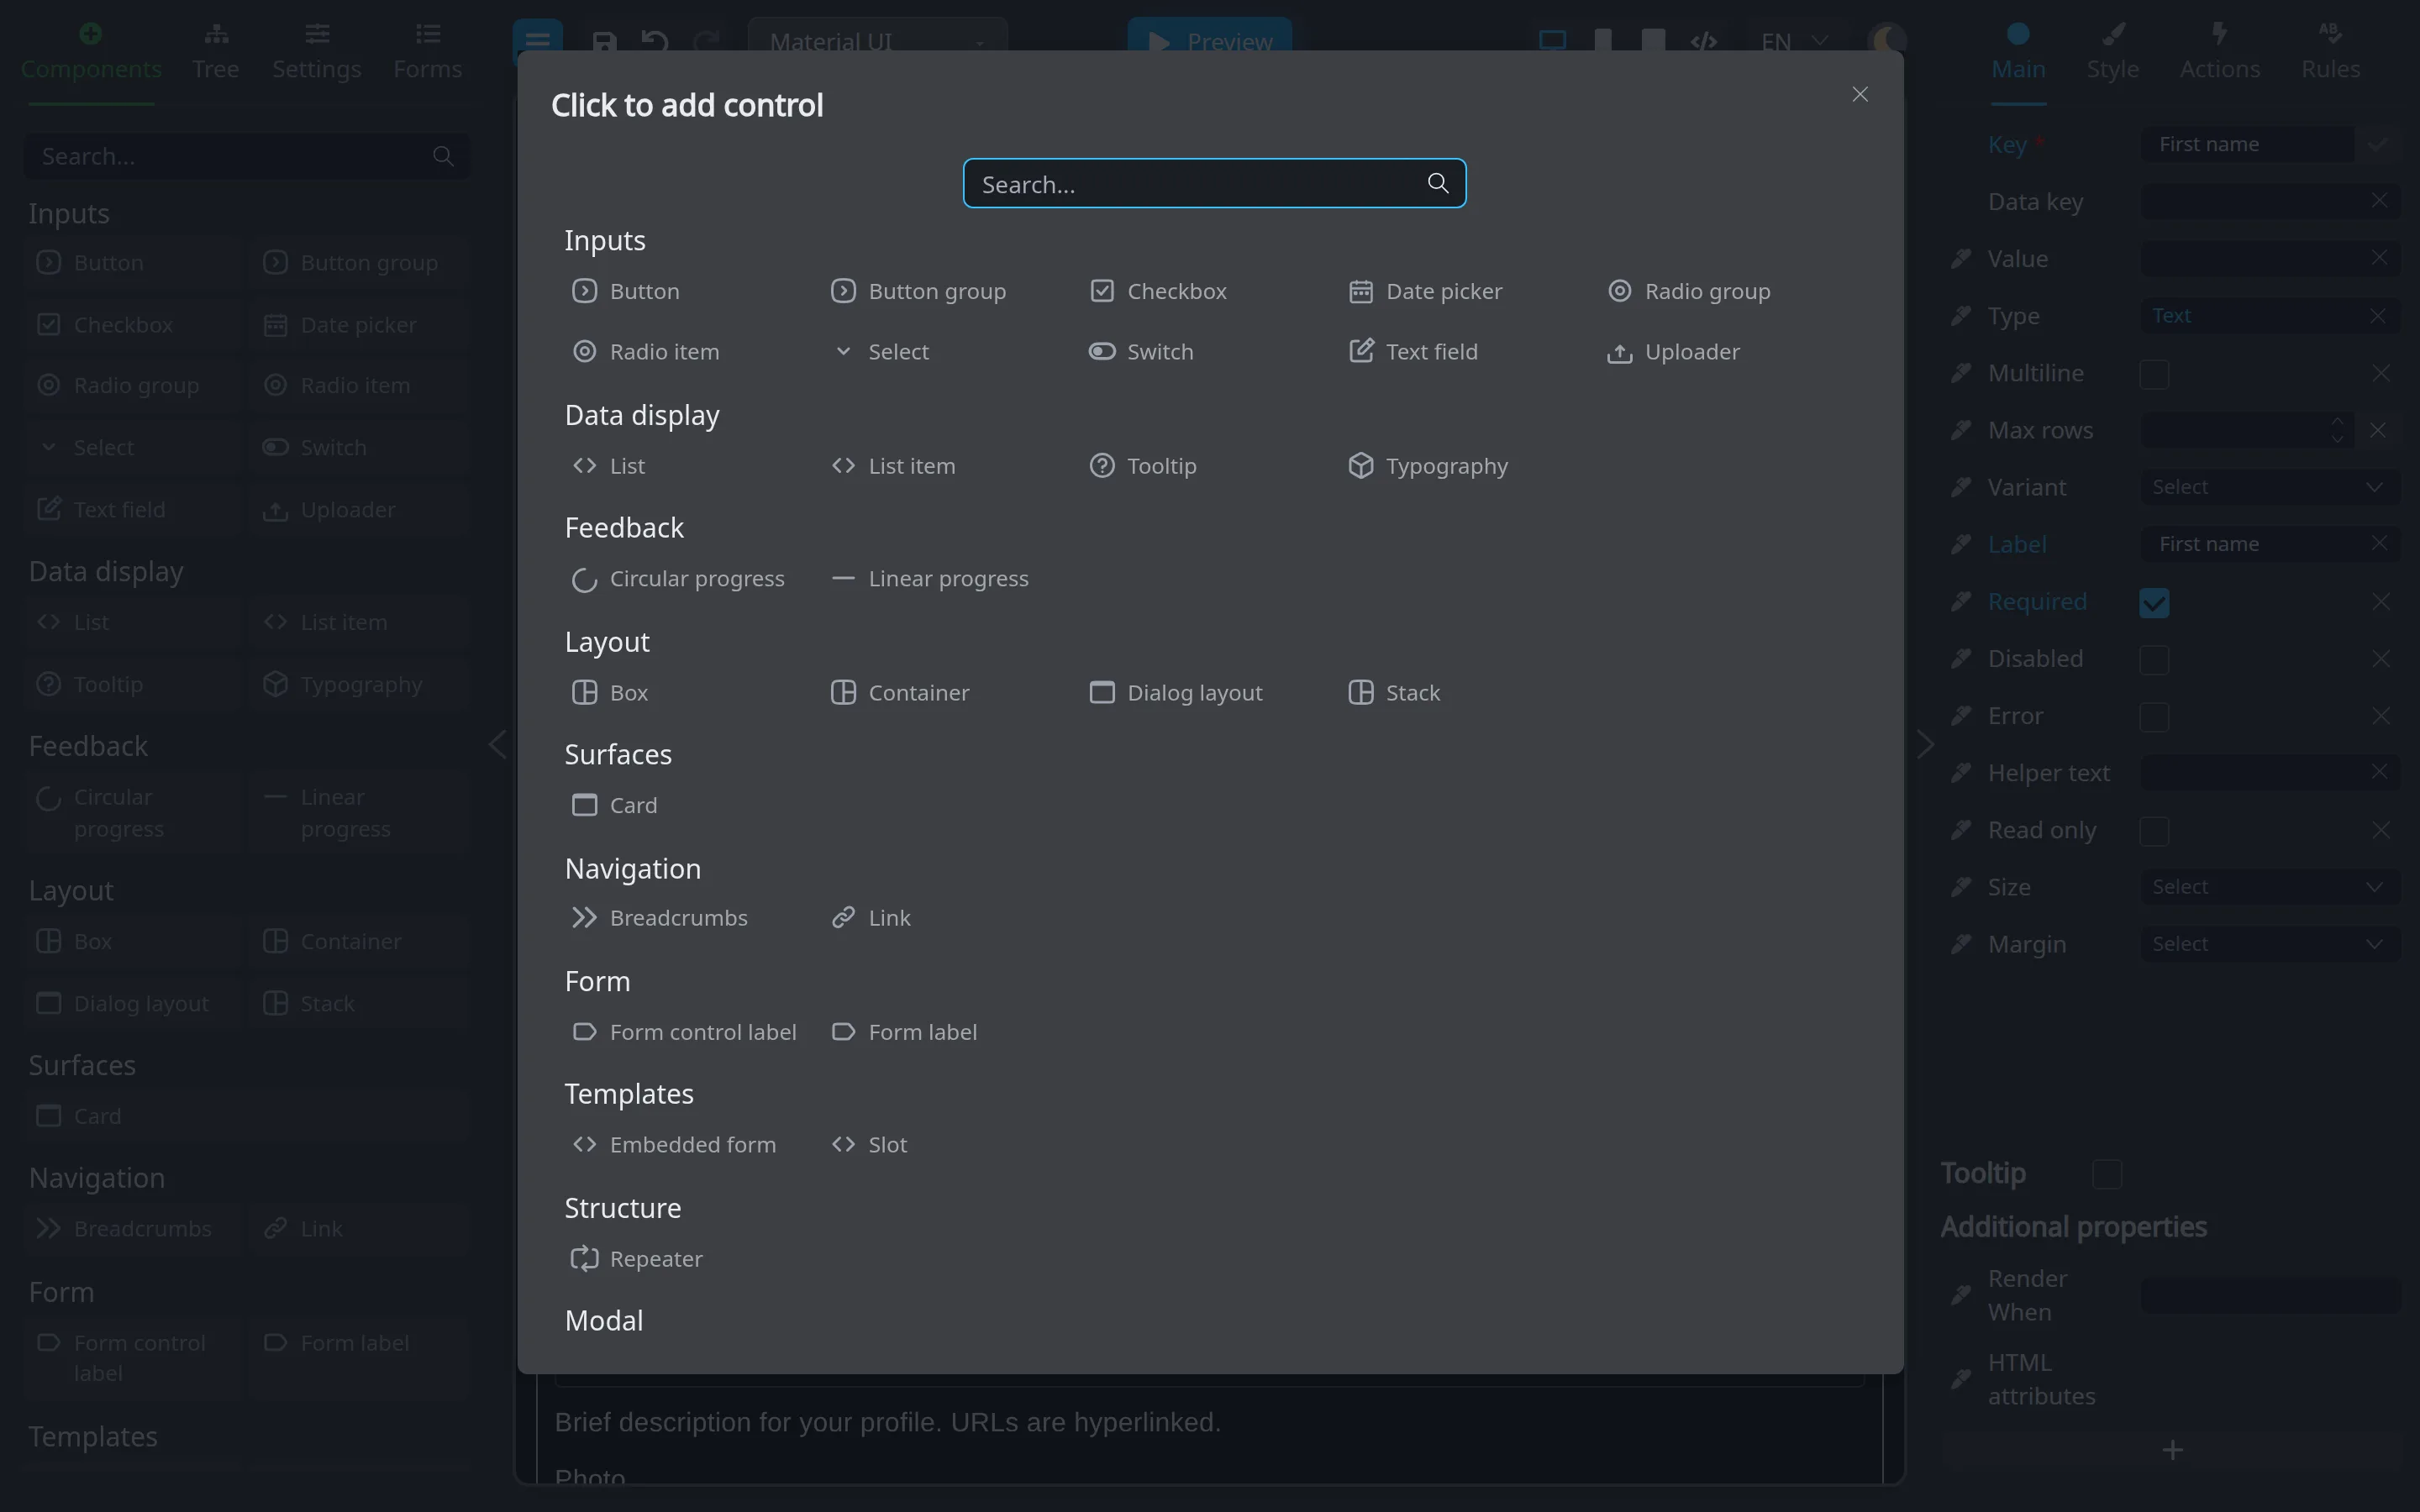 Components
Tree
Settings
Forms
Material UI
Preview
EN
Main
Style
Actions
Rules
Search...
Inputs
Button
Button group
Checkbox
Date picker
Radio group
Radio item
Select
Switch
Text field
Uploader
Data display
List
List item
Tooltip
Typography
Feedback
Circular
progress
Linear
progress
Layout
Box
Container
Dialog layout
Stack
Surfaces
Card
Navigation
Breadcrumbs
Link
Form
Form control
label
Form label
Templates
Click to add control
Search...
Inputs
Button
Button group
Checkbox
Date picker
Radio group
Radio item
Select
Switch
Text field
Uploader
Data display
List
List item
Tooltip
Typography
Feedback
Circular progress
Linear progress
Layout
Box
Container
Dialog layout
Stack
Surfaces
Card
Navigation
Breadcrumbs
Link
Form
Form control label
Form label
Templates
Embedded form
Slot
Structure
Repeater
Modal
Brief description for your profile. URLs are hyperlinked.
Photo
Key *
First name
Data key
Value
Type
Text
Multiline
Max rows
Variant
Select
Label
First name
Required
Disabled
Error
Helper text
Read only
Size
Select
Margin
Select
Tooltip
Additional properties
Render
When
HTML
attributes